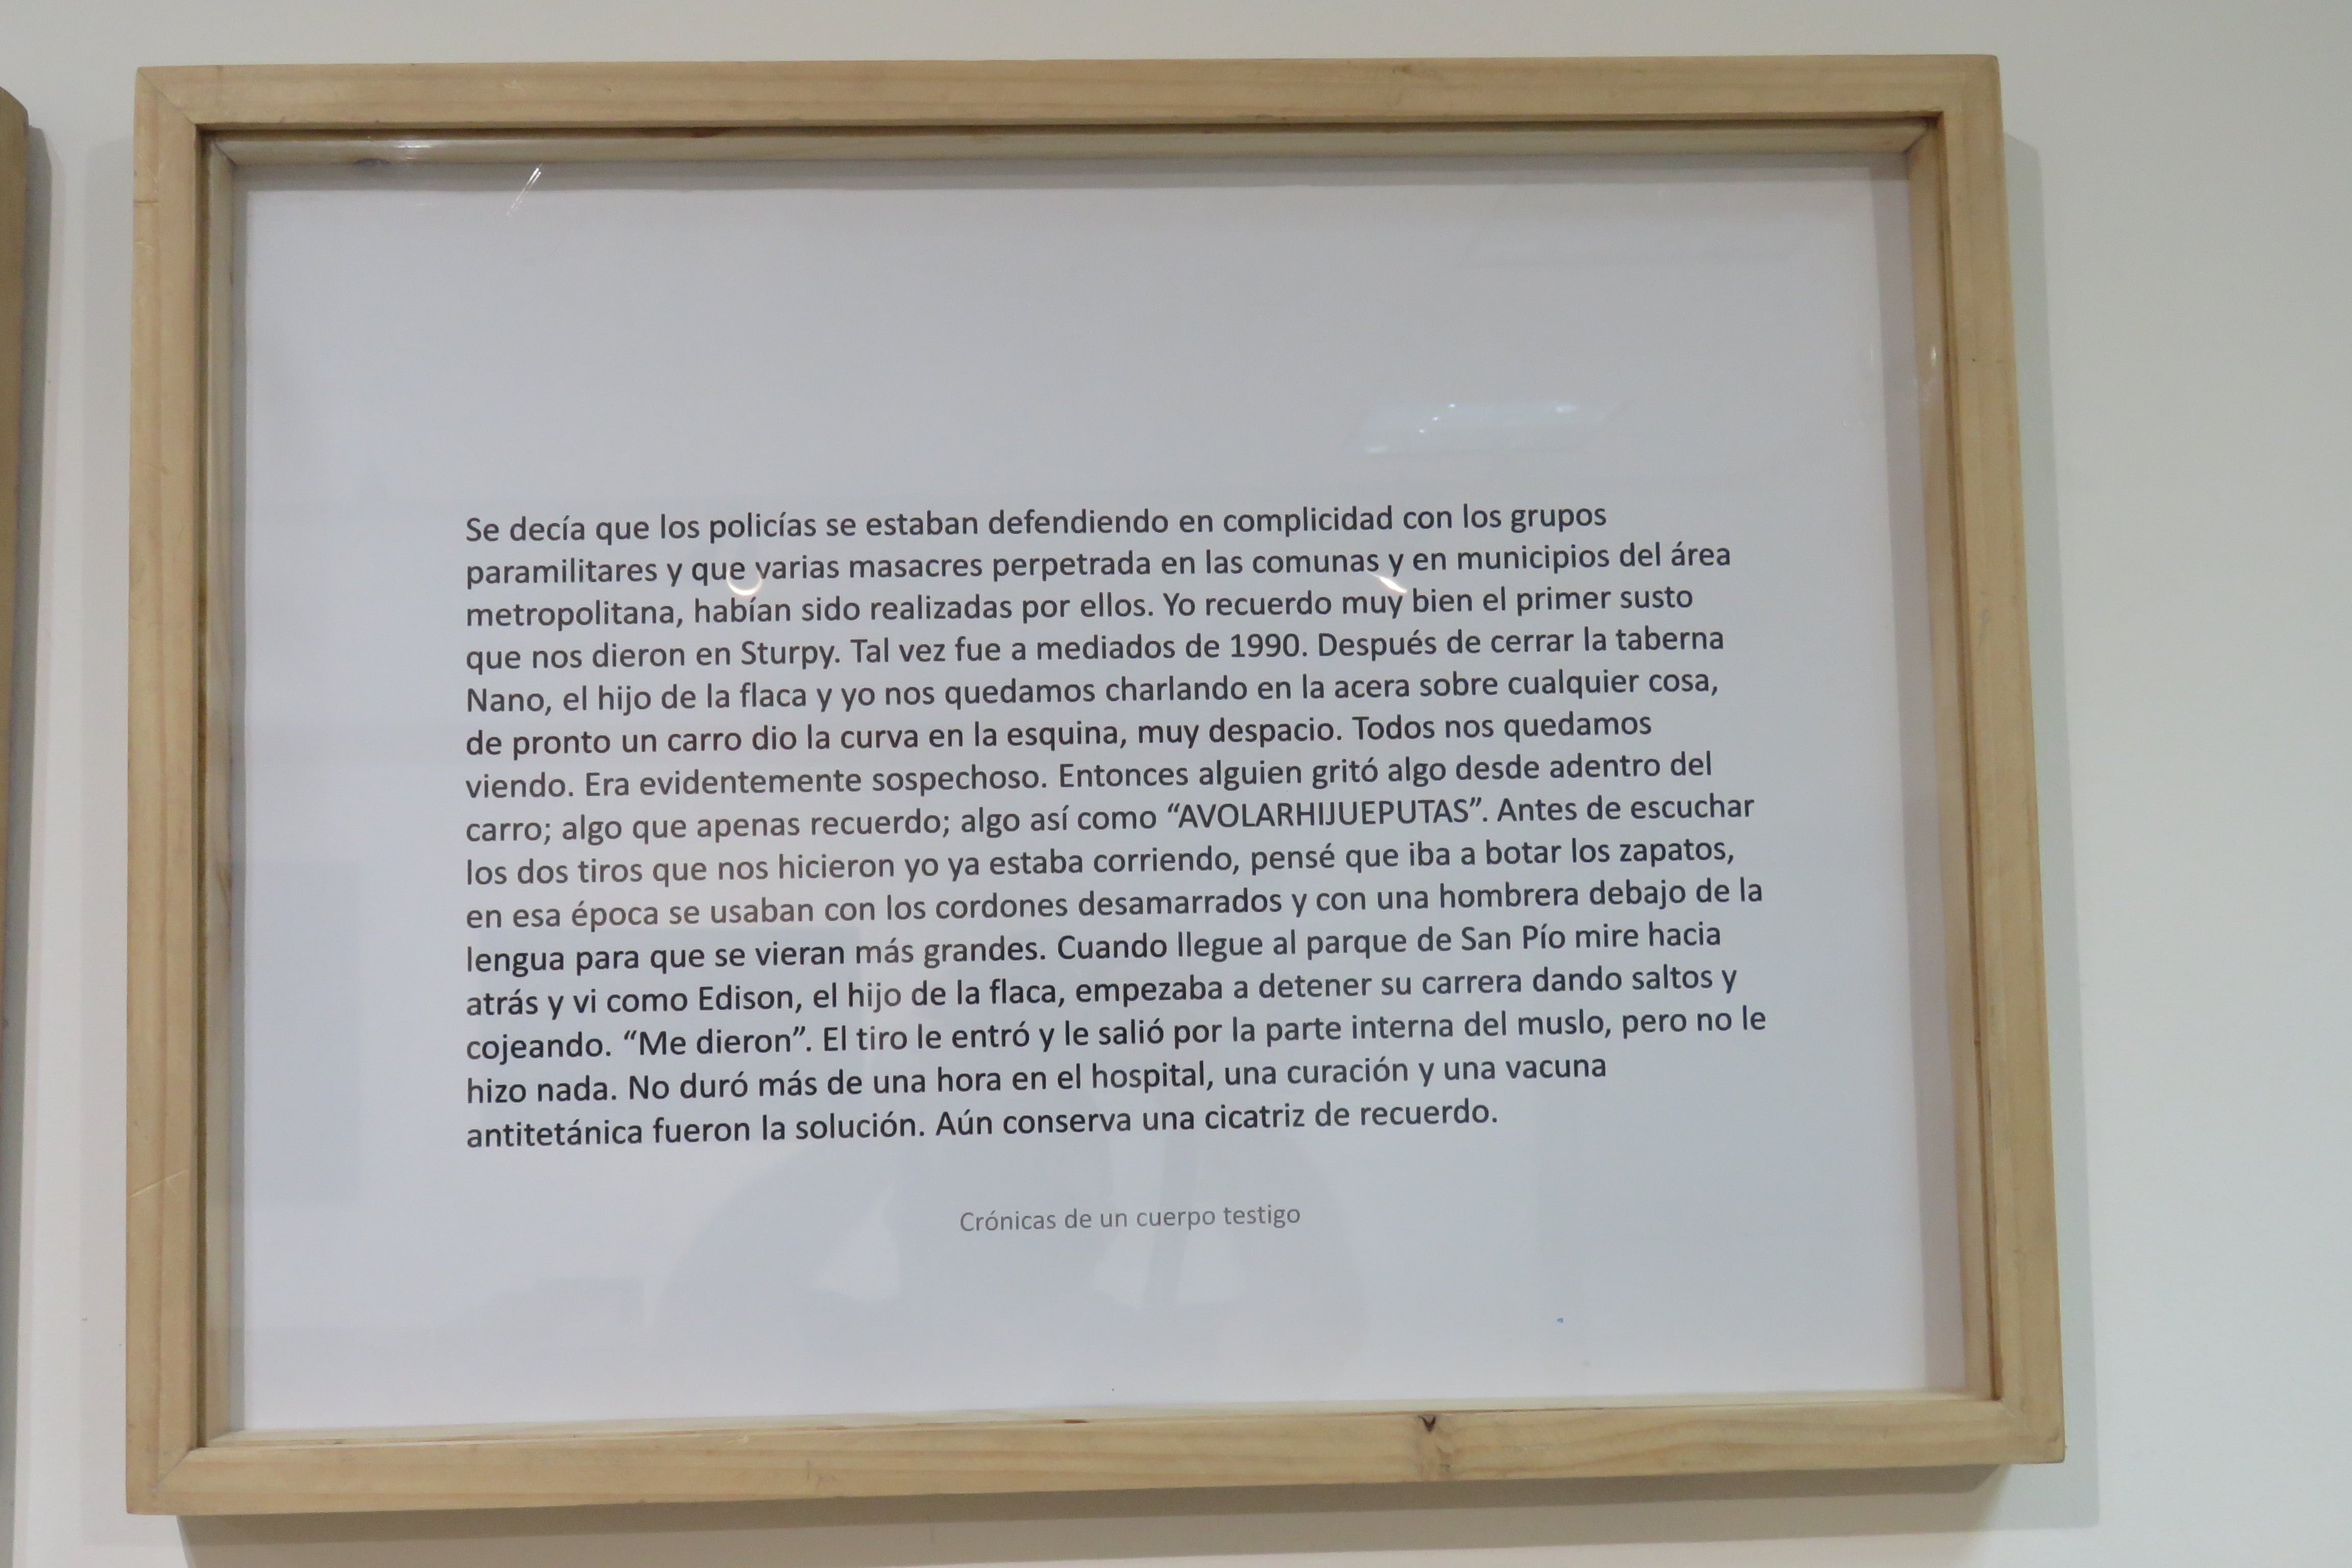 Se decía que los policías se estaban defendiendo en complicidad con los grupos
paramilitares y que varias masacres perpetrada en las comunas y en municipios del área
metropolitana, habían sido realizadas por ellos. Yo recuerdo muy bien el primer susto
que nos dieron en Sturpy. Tal vez fue a mediados de 1990. Después de cerrar la taberna
Nano, el hijo de la flaca y yo nos quedamos charlando en la acera sobre cualquier cosa,
de pronto un carro dio la curva en la esquina, muy despacio. Todos nos quedamos
viendo. Era evidentemente sospechoso. Entonces alguien gritó algo desde adentro del
carro; algo que apenas recuerdo; algo así como “AVOLARHIJUEPUTAS”. Antes de escuchar
los dos tiros que nos hicieron yo ya estaba corriendo, pensé que iba a botar los zapatos,
en esa época se usaban con los cordones desamarrados y con una hombrera debajo de la
lengua para que se vieran más grandes. Cuando llegue al parque de San Pío mire hacia
atrás y vi como Edison, el hijo de la flaca, empezaba a detener su carrera dando saltos y
cojeando. “Me dieron”. El tiro le entró y le salió por la parte interna del muslo, pero no le
hizo nada. No duró más de una hora en el hospital, una curación y una vacuna
antitetánica fueron la solución. Aún conserva una cicatriz de recuerdo.
Crónicas de un cuerpo testigo